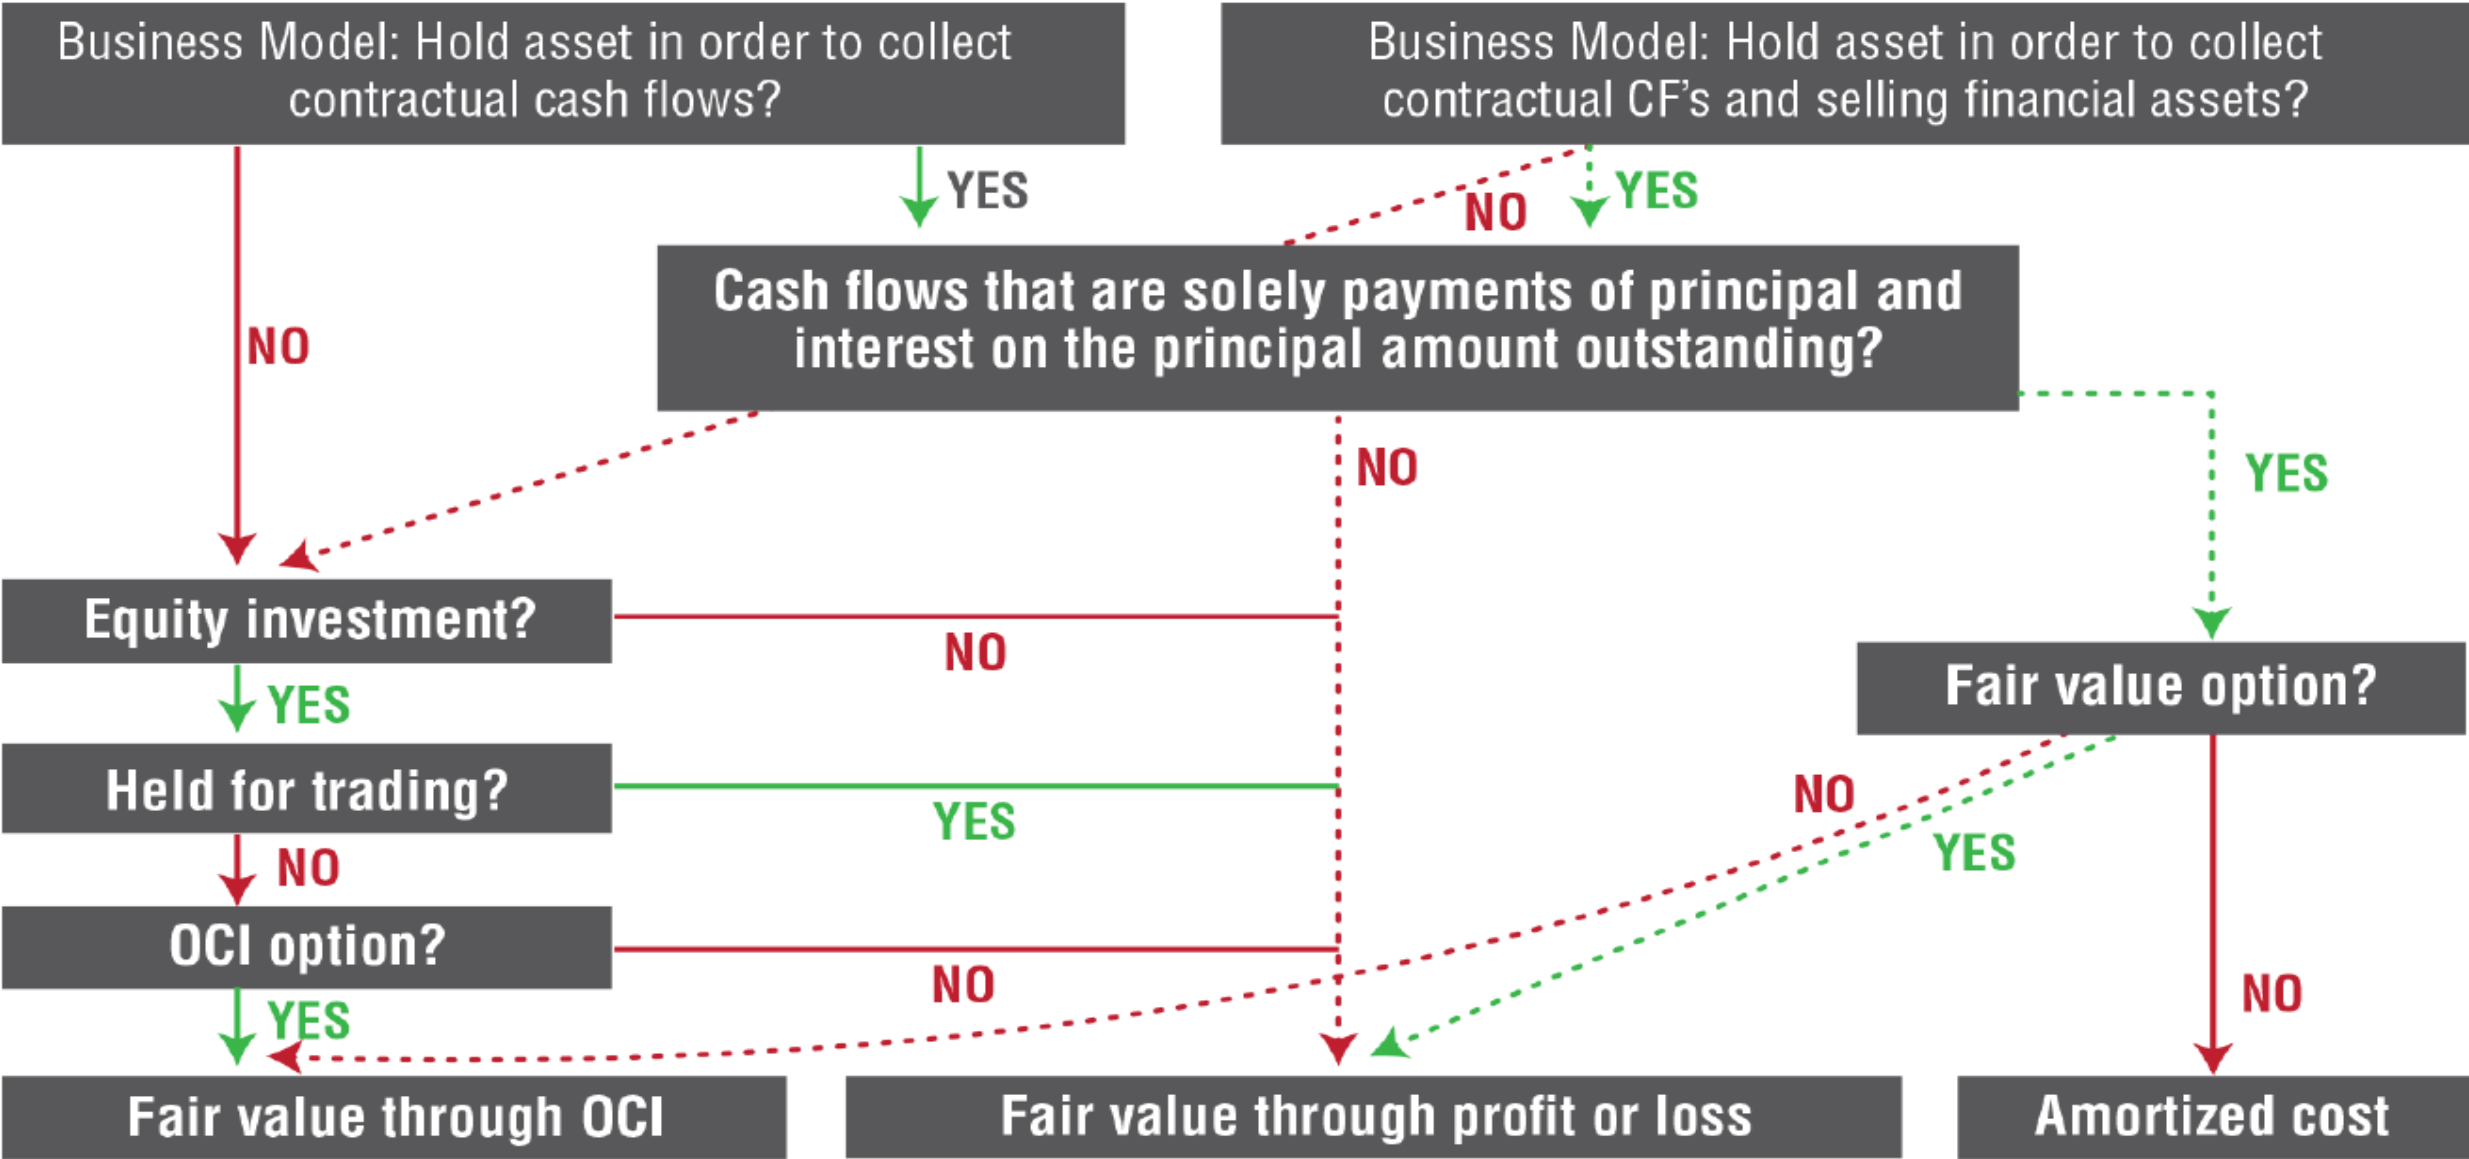 Business Model: Hold asset in order to collect
contractual cash flows?
Business Model: Hold asset in order to collect
contractual CF’s and selling financial assets?
YES
NO
YES
Cash flows that are solely payments of principal and
interest on the principal amount outstanding?
NO
NO
YES
Equity investment?
NO
YES
Fair value option?
Held for trading?
YES
NO
NO
YES
OCI option?
NO
YES
NO
Fair value through OCI
Fair value through profit or loss
Amortized cost